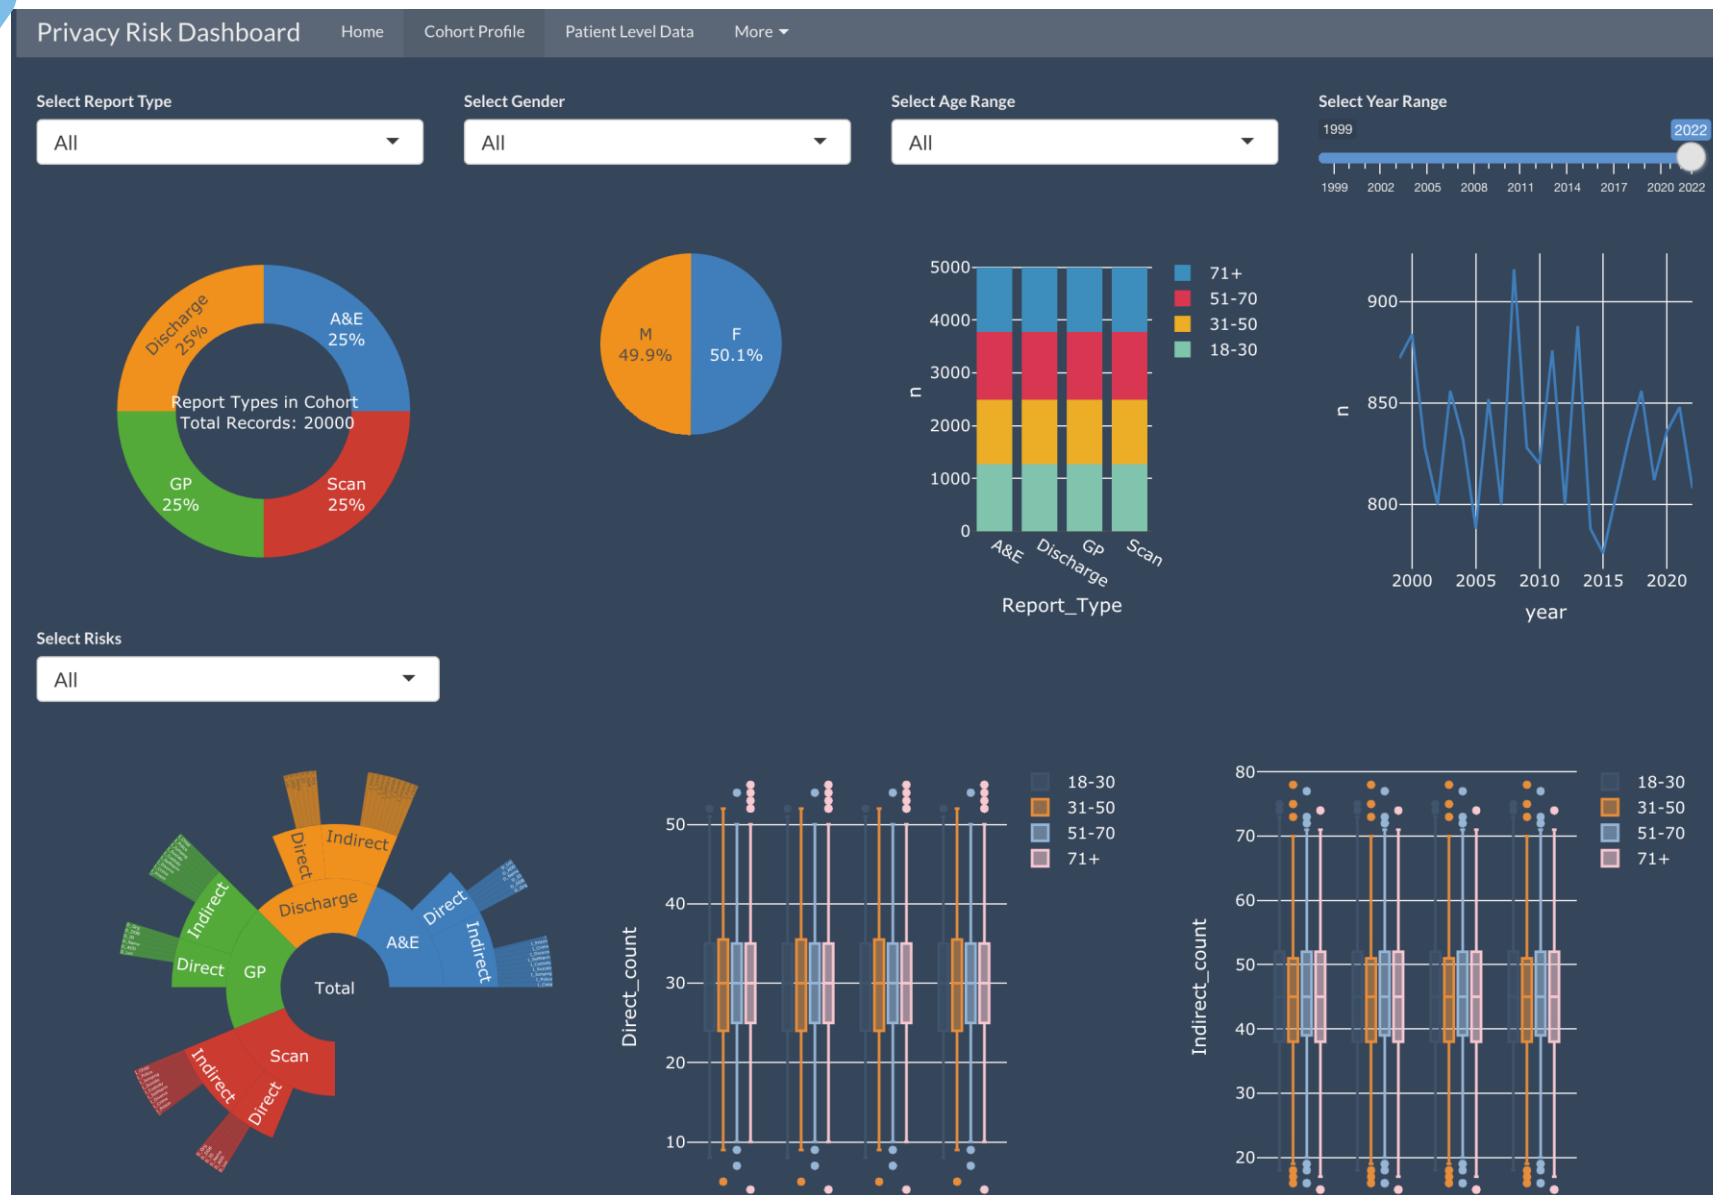 Privacy Risk Dashboard
Home
Cohort Profile
Patient Level Data
More
Select Report Type
Select Gender
Select Age Range
Select Year Range
All
All
All
1999
2022
1999 2002 2005 2008 2011 2014 2017 2020 2022
Discharge
25%
A&E
25%
Report Types in Cohort
Total Records: 20000
GP
25%
Scan
25%
M
49.9%
F
50.1%
n
5000
4000
3000
2000
1000
0
A&E
Discharge
GP
Scan
Report_Type
71+
51-70
31-50
18-30
n
900
850
800
2000 2005 2010 2015 2020
year
Select Risks
All
Total
Discharge
Direct
Indirect
A&E
Direct
Indirect
GP
Indirect
Direct
Scan
Indirect
Direct
Direct_count
50
40
30
20
10
18-30
31-50
51-70
71+
Indirect_count
80
70
60
50
40
30
20
18-30
31-50
51-70
71+